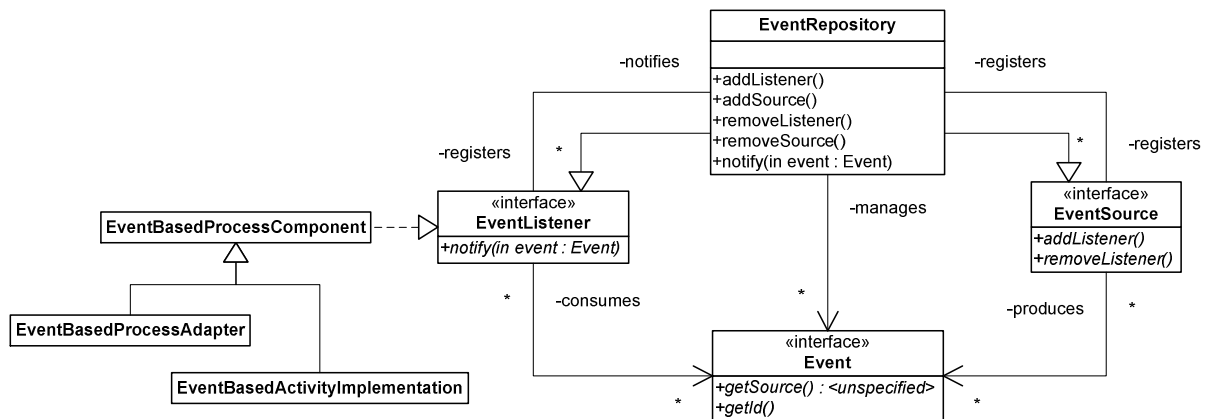 EventRepository
-notifies
-registers
+addListener()
+addSource()
+removeListener()
+removeSource()
+notify(in event : Event)
-registers
*
*
-registers
«interface»
EventListener
+notify(in event : Event)
«interface»
EventSource
+addListener()
+removeListener()
EventBasedProcessComponent
-manages
*
-consumes
*
-produces
*
EventBasedProcessAdapter
EventBasedActivityImplementation
«interface»
Event
+getSource() : <unspecified>
+getId()
*
*